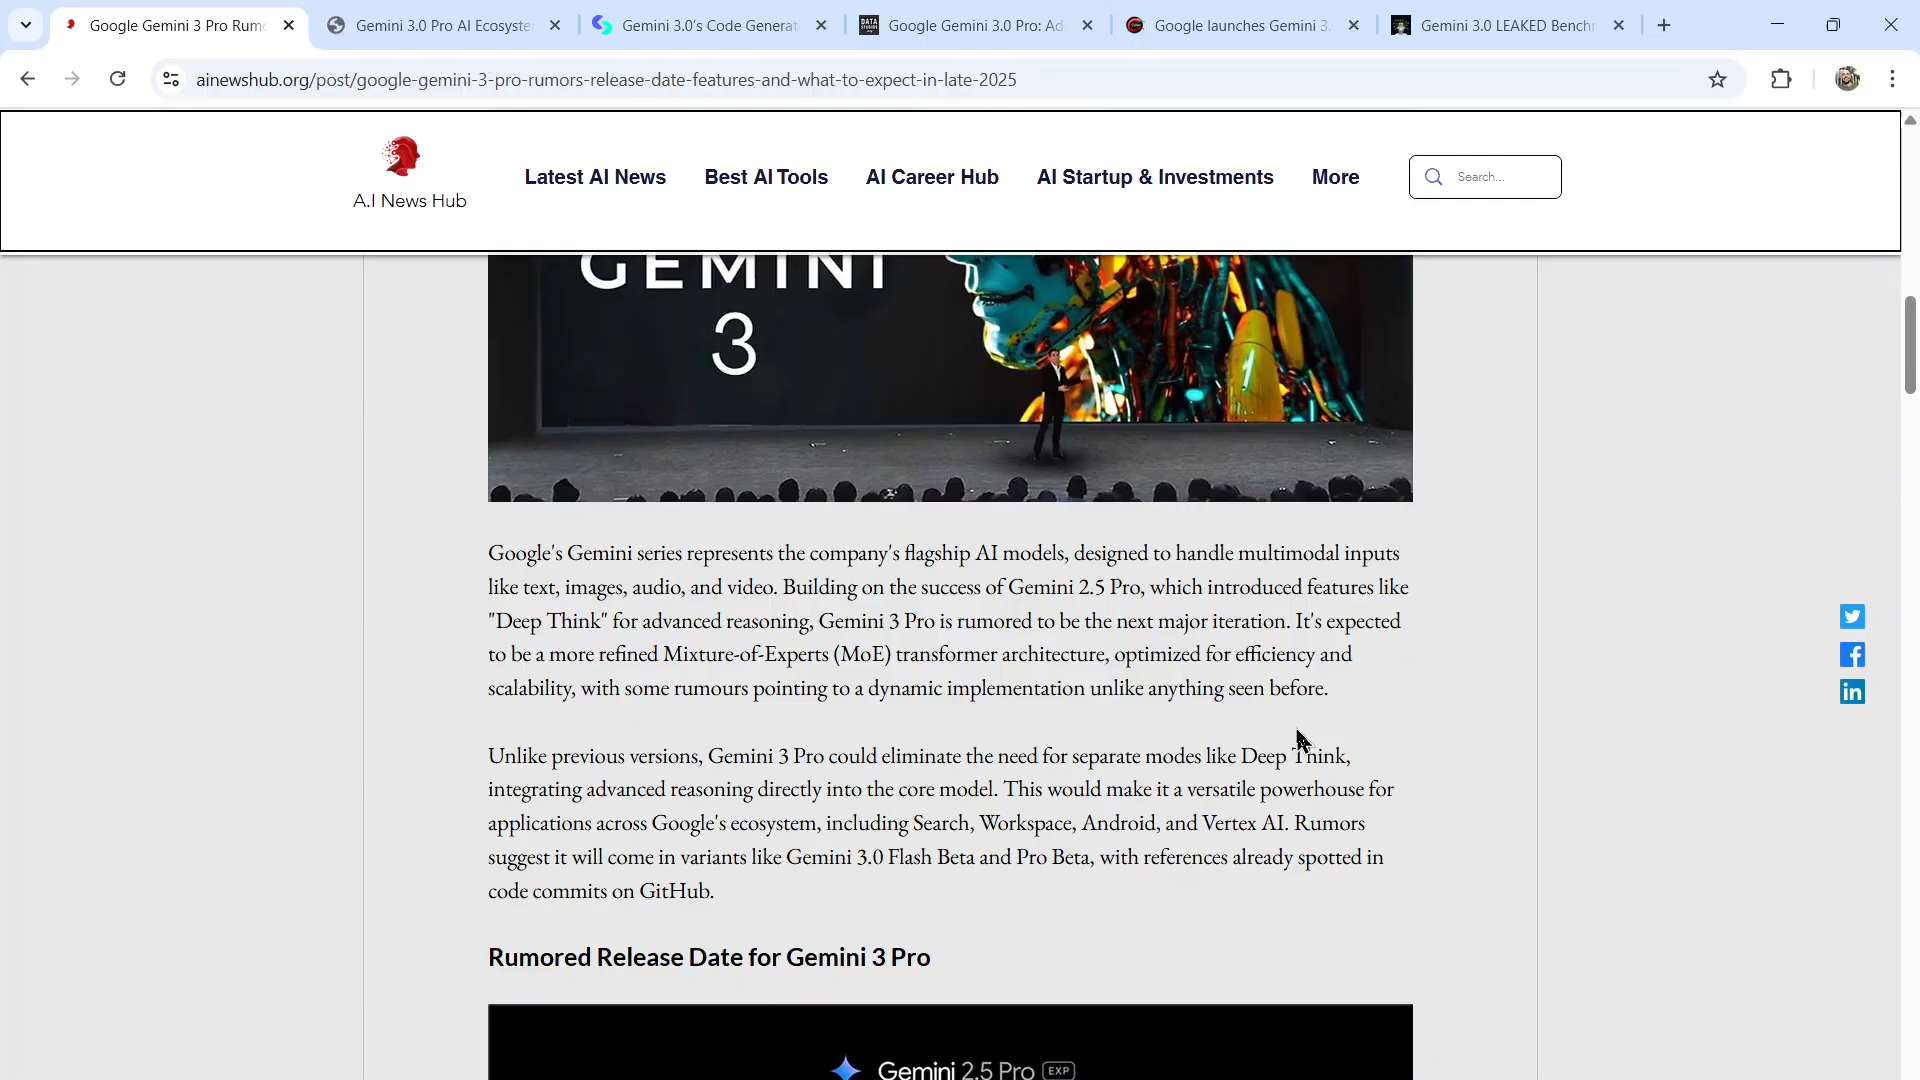 Google Gemini 3 Pro Rumo
Gemini 3.0 Pro AI Ecosyste
Gemini 3.0's Code Generat
Google Gemini 3.0 Pro: Ad
Google launches Gemini 3.
Gemini 3.0 LEAKED Benchm
ainewshub.org/post/google-gemini-3-pro-rumors-release-date-features-and-what-to-expect-in-late-2025
A.I News Hub
Latest AI News
Best AI Tools
AI Career Hub
AI Startup & Investments
More
Search...
GEMINI
3
Google's Gemini series represents the company's flagship AI models, designed to handle multimodal inputs
like text, images, audio, and video. Building on the success of Gemini 2.5 Pro, which introduced features like
"Deep Think" for advanced reasoning, Gemini 3 Pro is rumored to be the next major iteration. It's expected
to be a more refined Mixture-of-Experts (MoE) transformer architecture, optimized for efficiency and
scalability, with some rumours pointing to a dynamic implementation unlike anything seen before.
Unlike previous versions, Gemini 3 Pro could eliminate the need for separate modes like Deep Think,
integrating advanced reasoning directly into the core model. This would make it a versatile powerhouse for
applications across Google's ecosystem, including Search, Workspace, Android, and Vertex AI. Rumors
suggest it will come in variants like Gemini 3.0 Flash Beta and Pro Beta, with references already spotted in
code commits on GitHub.
Rumored Release Date for Gemini 3 Pro
Gemini 2.5 Pro EXP